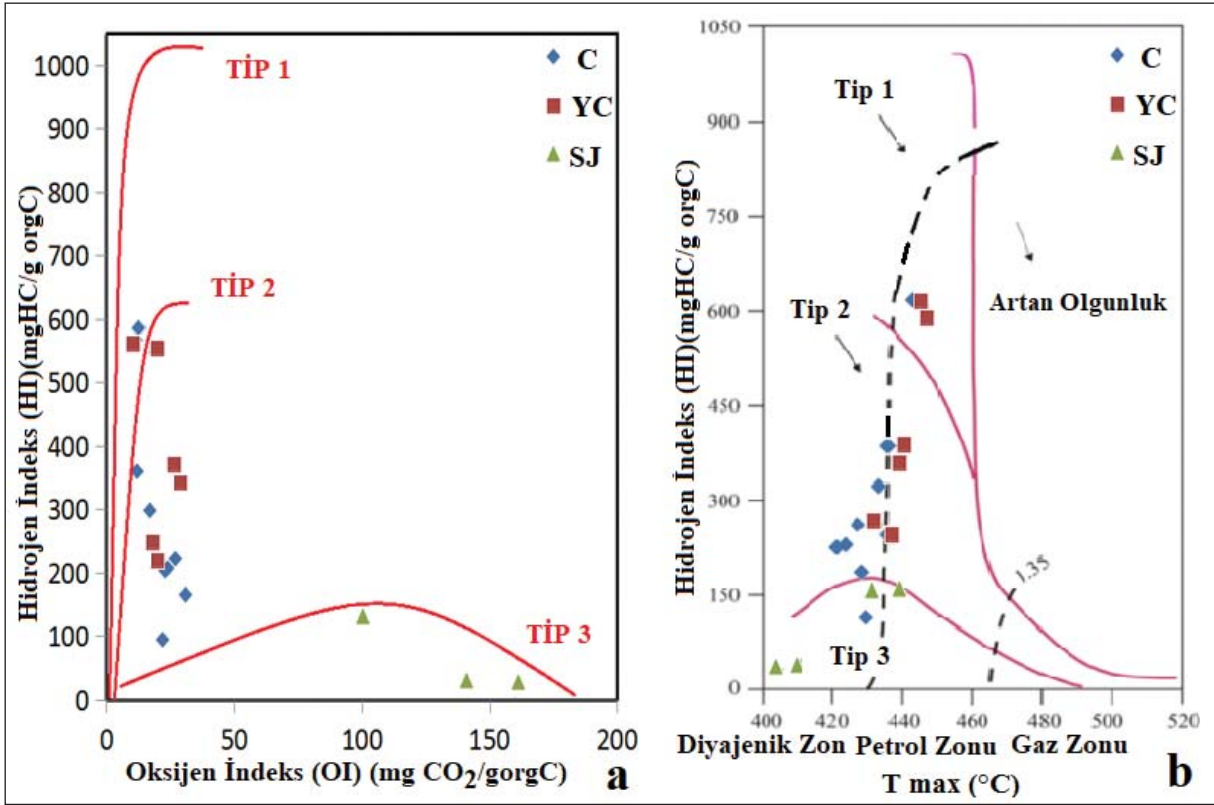 1000
900
800
700
600
500
400
300
200
100
0
Hidrojen İndeks (HI)(mgHC/g orgC)
TİP 1
TİP 2
TİP 3
C
YC
SJ
0 50 100 150 200
Oksijen İndeks (OI) (mg CO2/gorgC)
a
1050
900
750
600
450
300
150
0
Hidrojen İndeks (HI)(mgHC/g orgC)
Tip 1
Tip 2
Tip 3
C
YC
SJ
Artan Olgunluk
1.35
400 420 440 460 480 500 520
Diyajenik Zon Petrol Zonu Gaz Zonu
T max (°C)
b